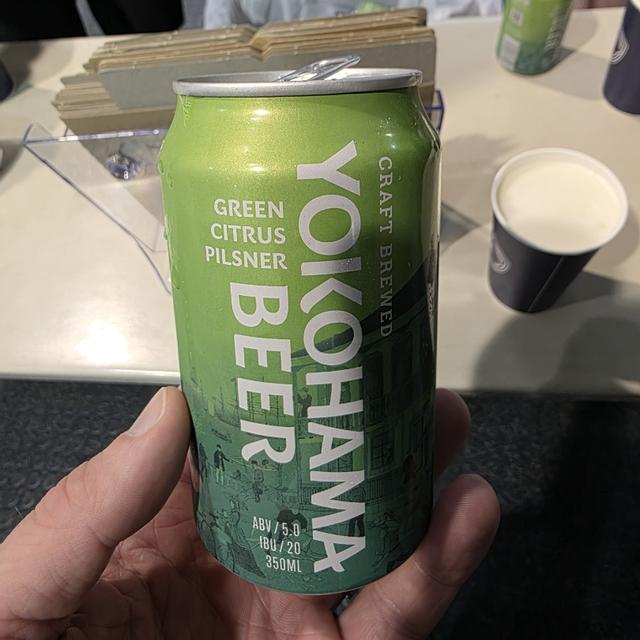 GREEN
CITRUS
PILSNER
YOKOHAMA
BEER
CRAFT BREWED
ABV / 5.0
IBU / 20
350ML